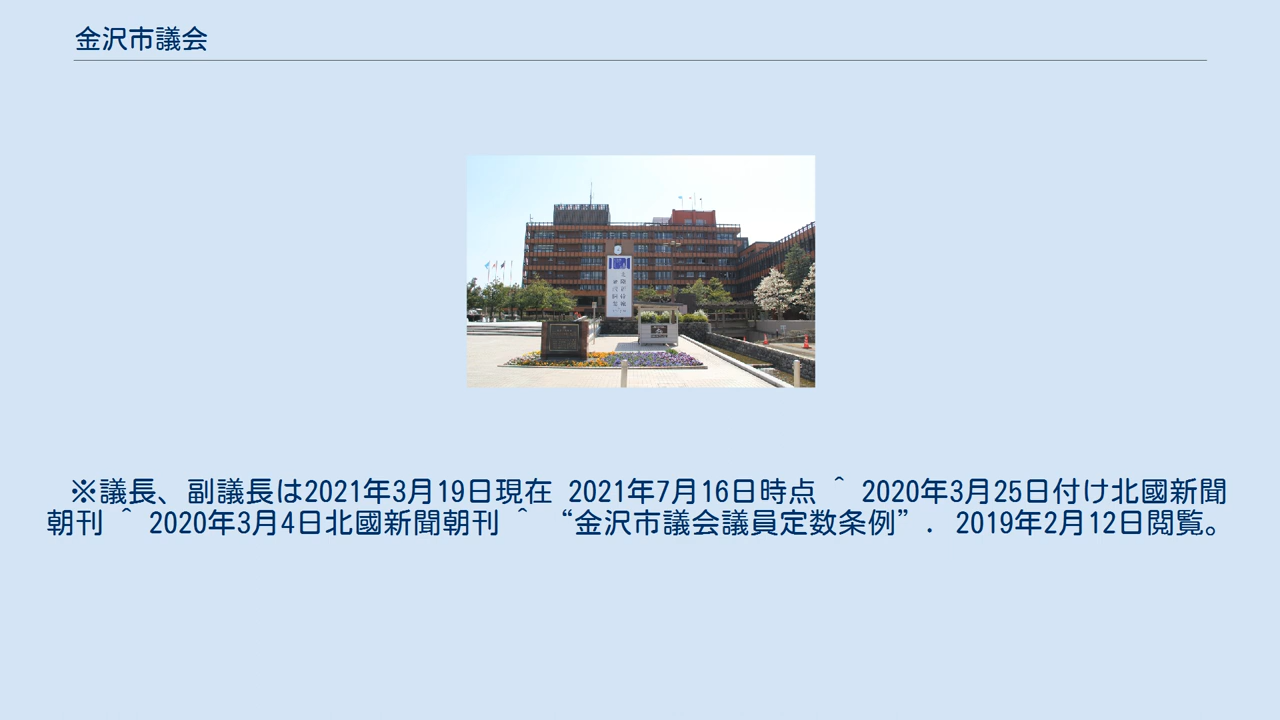 金沢市議会
※議長、副議長は2021年3月19日現在 2021年7月16日時点 ^ 2020年3月25日付け北國新聞
朝刊 ^ 2020年3月4日北國新聞朝刊 ^ “金沢市議会議員定数条例”. 2019年2月12日閲覧。